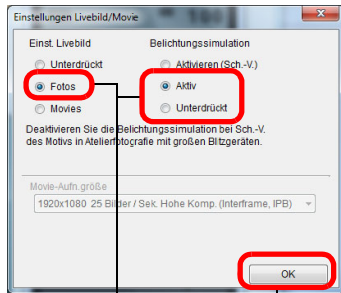 Einstellungen Livebild/Movie
Einst. Livebild
Belichtungssimulation
Unterdrückt
Aktivieren (Sch.-V.)
Fotos
Aktiv
Movies
Unterdrückt
Deaktivieren Sie die Belichtungssimulation bei Sch.-V.
des Motivs in Atelierfotografie mit großen Blitzgeräten.
Movie-Aufn.größe
1920x1080 25 Bilder / Sek. Hohe Komp. (Interframe, IPB)
OK